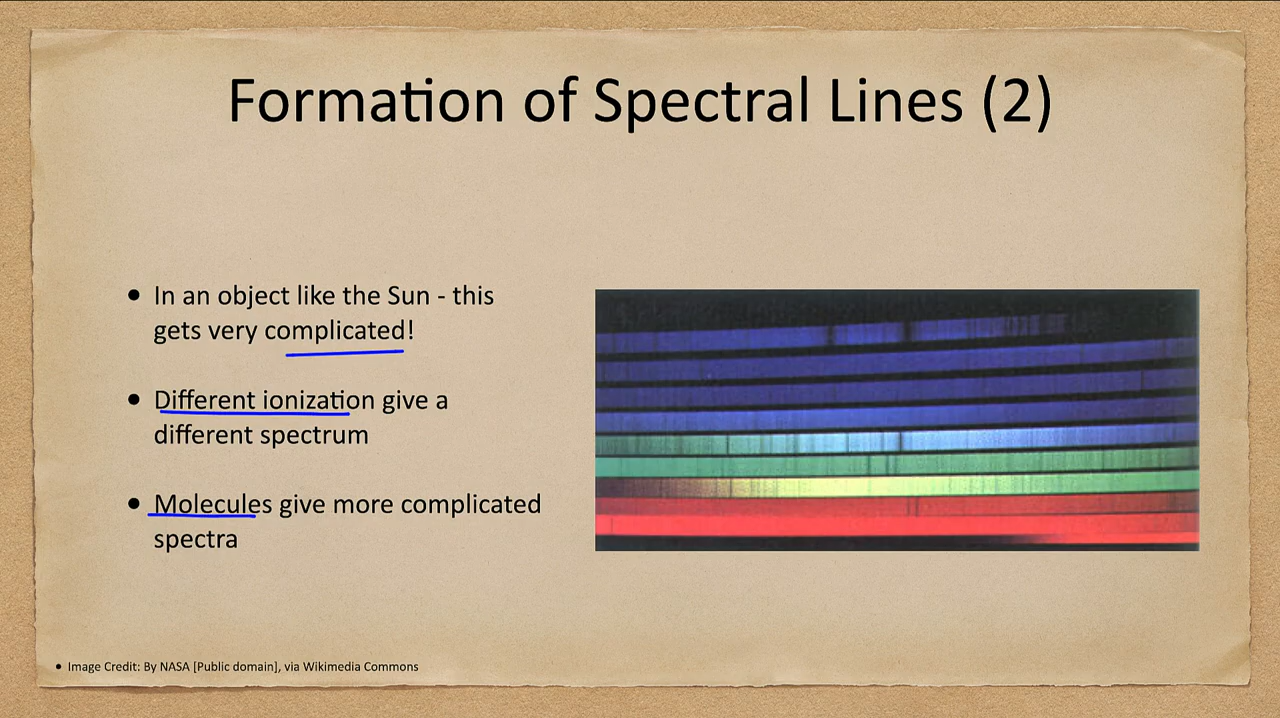 Formation of Spectral Lines (2)
• In an object like the Sun - this
gets very complicated!
• Different ionization give a
different spectrum
• Molecules give more complicated
spectra
• Image Credit: By NASA [Public domain], via Wikimedia Commons